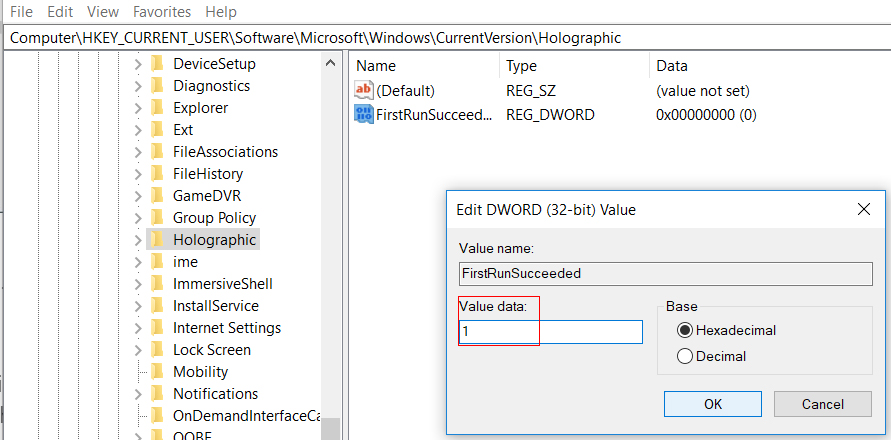 File Edit View Favorites Help
Computer\HKEY_CURRENT_USER\Software\Microsoft\Windows\CurrentVersion\Holographic
DeviceSetup
Diagnostics
Explorer
Ext
FileAssociations
FileHistory
GameDVR
Group Policy
Holographic
ime
ImmersiveShell
InstallService
Internet Settings
Lock Screen
Mobility
Notifications
OnDemandInterfaceCa
OOBE
Name Type Data
ab (Default) REG_SZ (value not set)
FirstRunSucceed... REG_DWORD 0x00000000 (0)
Edit DWORD (32-bit) Value
Value name:
FirstRunSucceeded
Value data:
1
Base
Hexadecimal
Decimal
OK Cancel